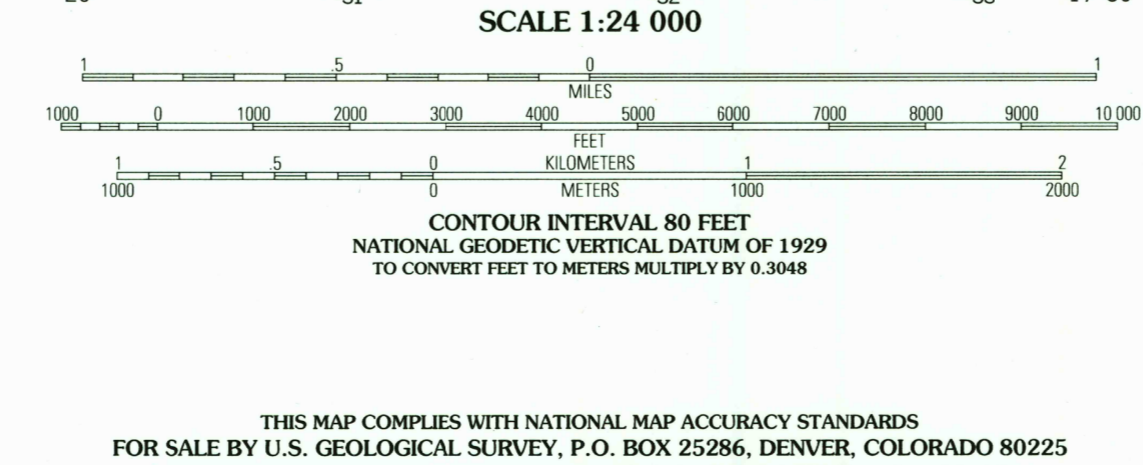 SCALE 1:24 000
1 .5 0 1
MILES
1000 0 1000 2000 3000 4000 5000 6000 7000 8000 9000 10 000
FEET
1 .5 0 KILOMETERS 1 2
1000 0 METERS 1000 2000
CONTOUR INTERVAL 80 FEET
NATIONAL GEODETIC VERTICAL DATUM OF 1929
TO CONVERT FEET TO METERS MULTIPLY BY 0.3048
THIS MAP COMPLIES WITH NATIONAL MAP ACCURACY STANDARDS
FOR SALE BY U.S. GEOLOGICAL SURVEY, P.O. BOX 25286, DENVER, COLORADO 80225